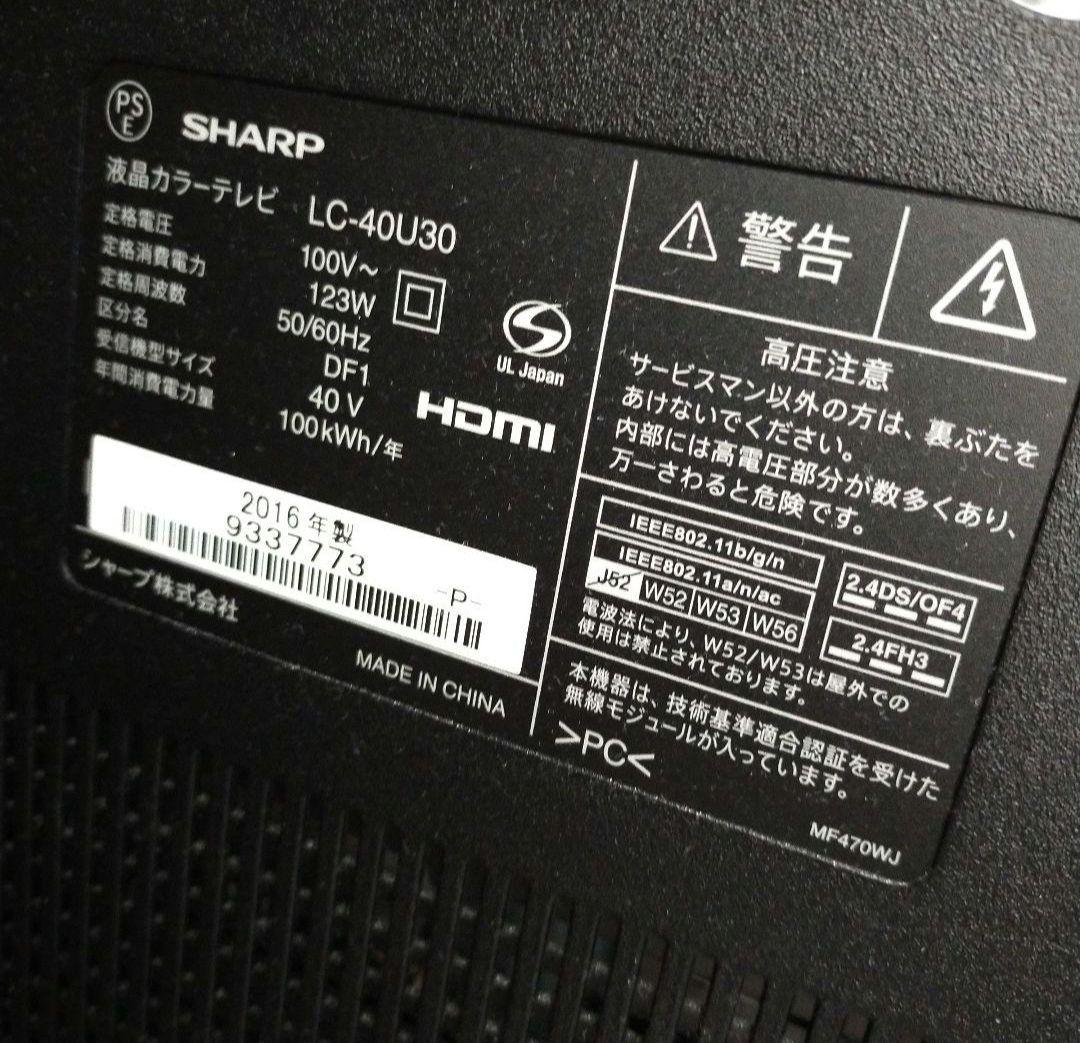 PS
E
SHARP
液晶カラーテレビ LC-40U30
定格電圧 100V~
定格消費電力 123W
定格周波数 50/60Hz
区分名 DF1
受信機型サイズ 40V
年間消費電力量 100kWh/年
UL Japan
HDMI
2016年製
9337773
-P-
シャープ株式会社
MADE IN CHINA
警告
高圧注意
サービスマン以外の方は、裏ぶたを
あけないでください。
内部には高電圧部分が数多くあり、
万一さわると危険です。
IEEE802.11b/g/n
IEEE802.11a/n/ac
J52 W52 W53 W56
2.4DS/OF4
2.4FH3
電波法により、W52/W53は屋外での
使用は禁止されております。
本機器は、技術基準適合認証を受けた
無線モジュールが入っています。
>PC<
MF470WJ